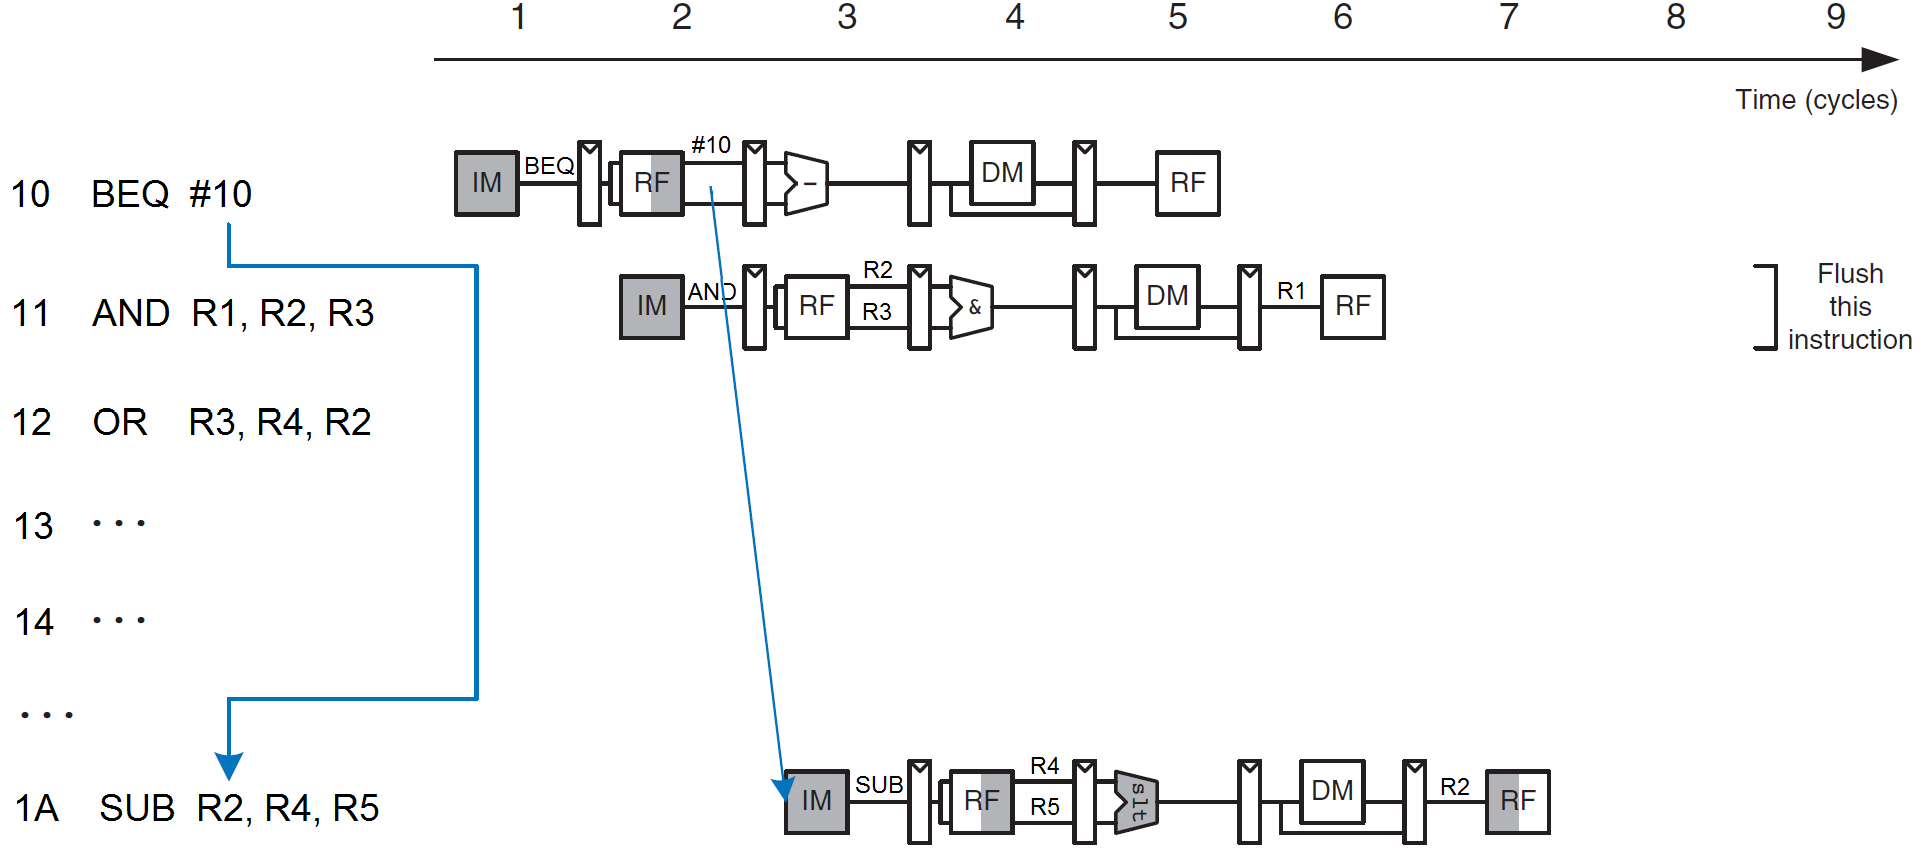 1 2 3 4 5 6 7 8 9
Time (cycles)
10 BEQ #10
IM BEQ RF #10 - DM RF
11 AND R1, R2, R3
IM AND RF R2 R3 & DM R1 RF
Flush
this
instruction
12 OR R3, R4, R2
13 ...
14 ...
...
1A SUB R2, R4, R5
IM SUB RF R4 R5 slt DM R2 RF